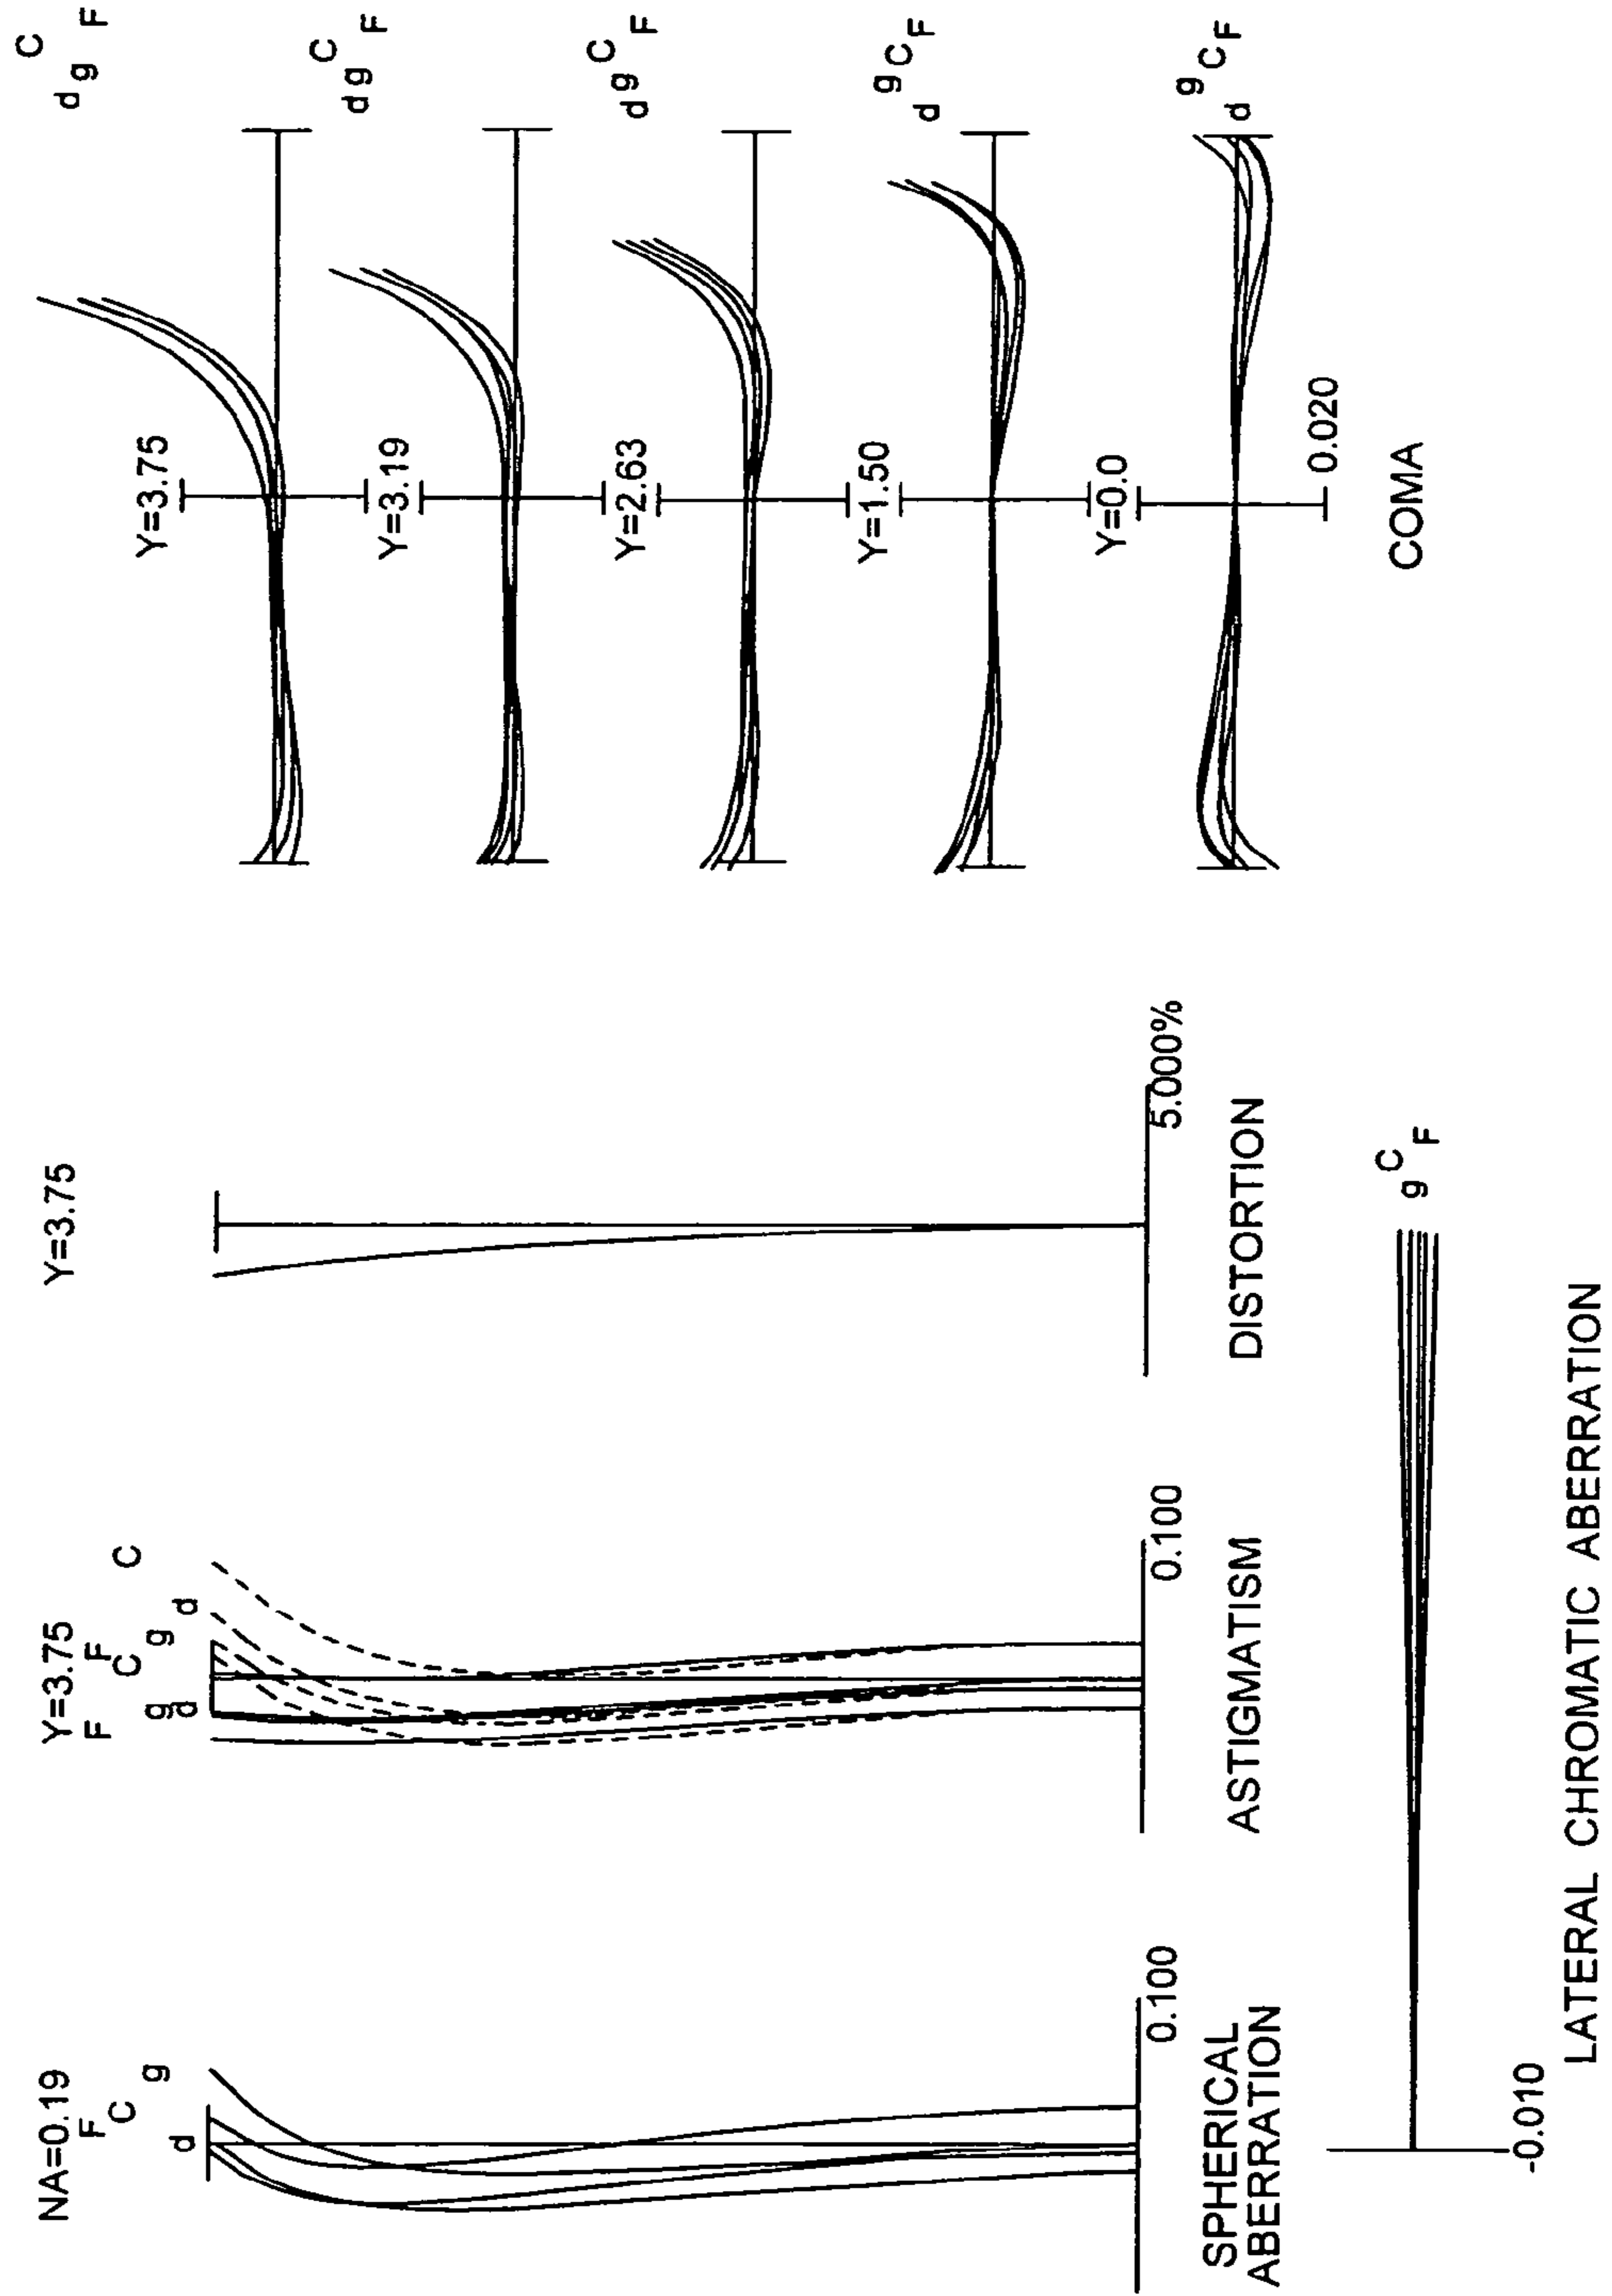 NA=0.19
F
C
d
g
0.100
SPHERICAL
ABERRATION
Y=3.75
F
F
C
g
g
d
d
C
0.100
ASTIGMATISM
Y=3.75
5.000%
DISTORTION
Y=3.75
C
d g F
Y=3.19
C
d g F
Y=2.63
C
d g F
Y=1.50
g C F
d
Y=0.0
g C F
d
0.020
COMA
-0.010
g C F
LATERAL CHROMATIC ABERRATION